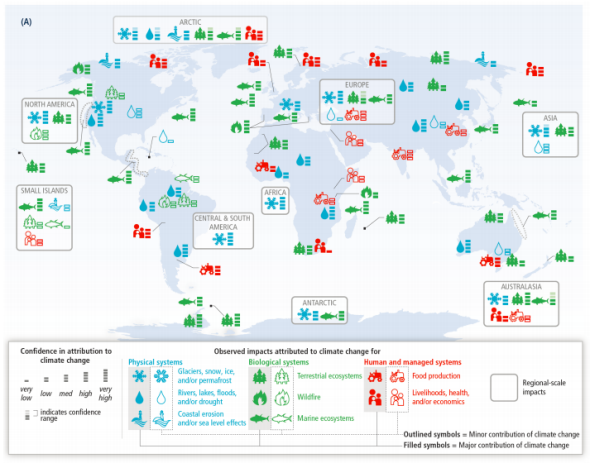 (A)
ARCTIC
EUROPE
NORTH AMERICA
ASIA
SMALL ISLANDS
AFRICA
CENTRAL & SOUTH
AMERICA
ANTARCTIC
AUSTRALASIA
Confidence in attribution
to climate change
very
low
low
med
high
very
high
indicates confidence
range
Observed impacts attributed to climate change for
Physical systems
Glaciers, snow, ice,
and/or permafrost
Rivers, lakes, floods,
and/or drought
Coastal erosion
and/or sea level effects
Biological systems
Terrestrial ecosystems
Wildfire
Marine ecosystems
Human and managed systems
Food production
Livelihoods, health,
and/or economics
Regional-scale
impacts
Outlined symbols = Minor contribution of climate change
Filled symbols = Major contribution of climate change